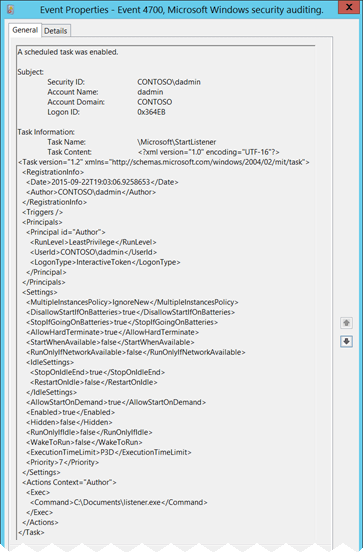 Event Properties - Event 4700, Microsoft Windows security auditing.
X
General Details
A scheduled task was enabled.
Subject:
Security ID: CONTOSO\dadmin
Account Name: dadmin
Account Domain: CONTOSO
Logon ID: 0x364EB
Task Information:
Task Name: \Microsoft\StartListener
Task Content: <?xml version="1.0" encoding="UTF-16"?>
<Task version="1.2" xmlns="http://schemas.microsoft.com/windows/2004/02/mit/task">
<RegistrationInfo>
<Date>2015-09-22T19:03:06.9258653</Date>
<Author>CONTOSO\dadmin</Author>
</RegistrationInfo>
<Triggers />
<Principals>
<Principal id="Author">
<RunLevel>LeastPrivilege</RunLevel>
<UserId>CONTOSO\dadmin</UserId>
<LogonType>InteractiveToken</LogonType>
</Principal>
</Principals>
<Settings>
<MultipleInstancesPolicy>IgnoreNew</MultipleInstancesPolicy>
<DisallowStartIfOnBatteries>true</DisallowStartIfOnBatteries>
<StopIfGoingOnBatteries>true</StopIfGoingOnBatteries>
<AllowHardTerminate>true</AllowHardTerminate>
<StartWhenAvailable>false</StartWhenAvailable>
<RunOnlyIfNetworkAvailable>false</RunOnlyIfNetworkAvailable>
<IdleSettings>
<StopOnIdleEnd>true</StopOnIdleEnd>
<RestartOnIdle>false</RestartOnIdle>
</IdleSettings>
<AllowStartOnDemand>true</AllowStartOnDemand>
<Enabled>true</Enabled>
<Hidden>false</Hidden>
<RunOnlyIfIdle>false</RunOnlyIfIdle>
<WakeToRun>false</WakeToRun>
<ExecutionTimeLimit>P3D</ExecutionTimeLimit>
<Priority>7</Priority>
</Settings>
<Actions Context="Author">
<Exec>
<Command>C:\Documents\listener.exe</Command>
</Exec>
</Actions>
</Task>